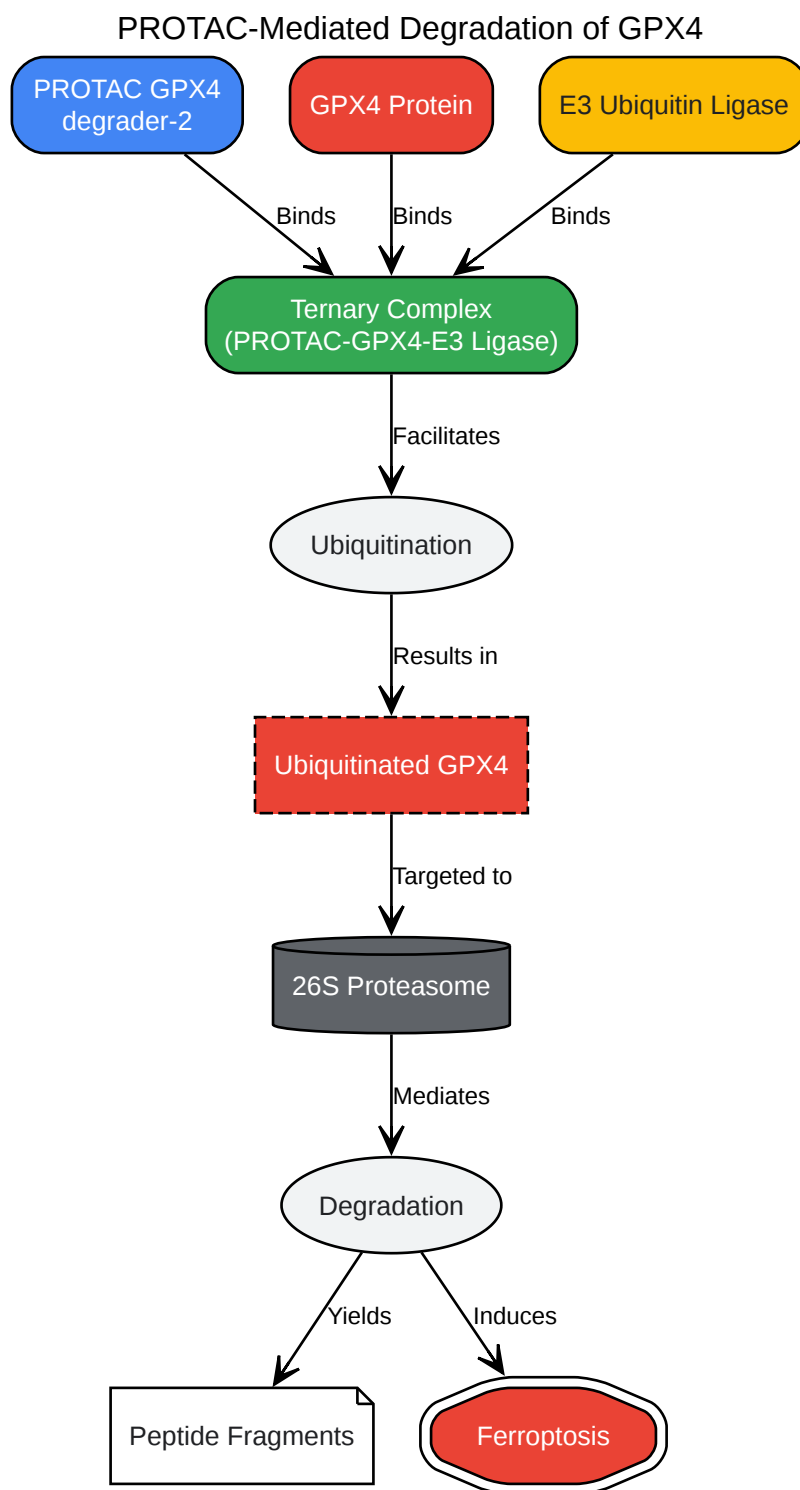 PROTAC-Mediated Degradation of GPX4
PROTAC GPX4
degrader-2
GPX4 Protein
E3 Ubiquitin Ligase
Binds
Binds
Binds
Ternary Complex
(PROTAC-GPX4-E3 Ligase)
Facilitates
Ubiquitination
Results in
Ubiquitinated GPX4
Targeted to
26S Proteasome
Mediates
Degradation
Yields
Induces
Peptide Fragments
Ferroptosis